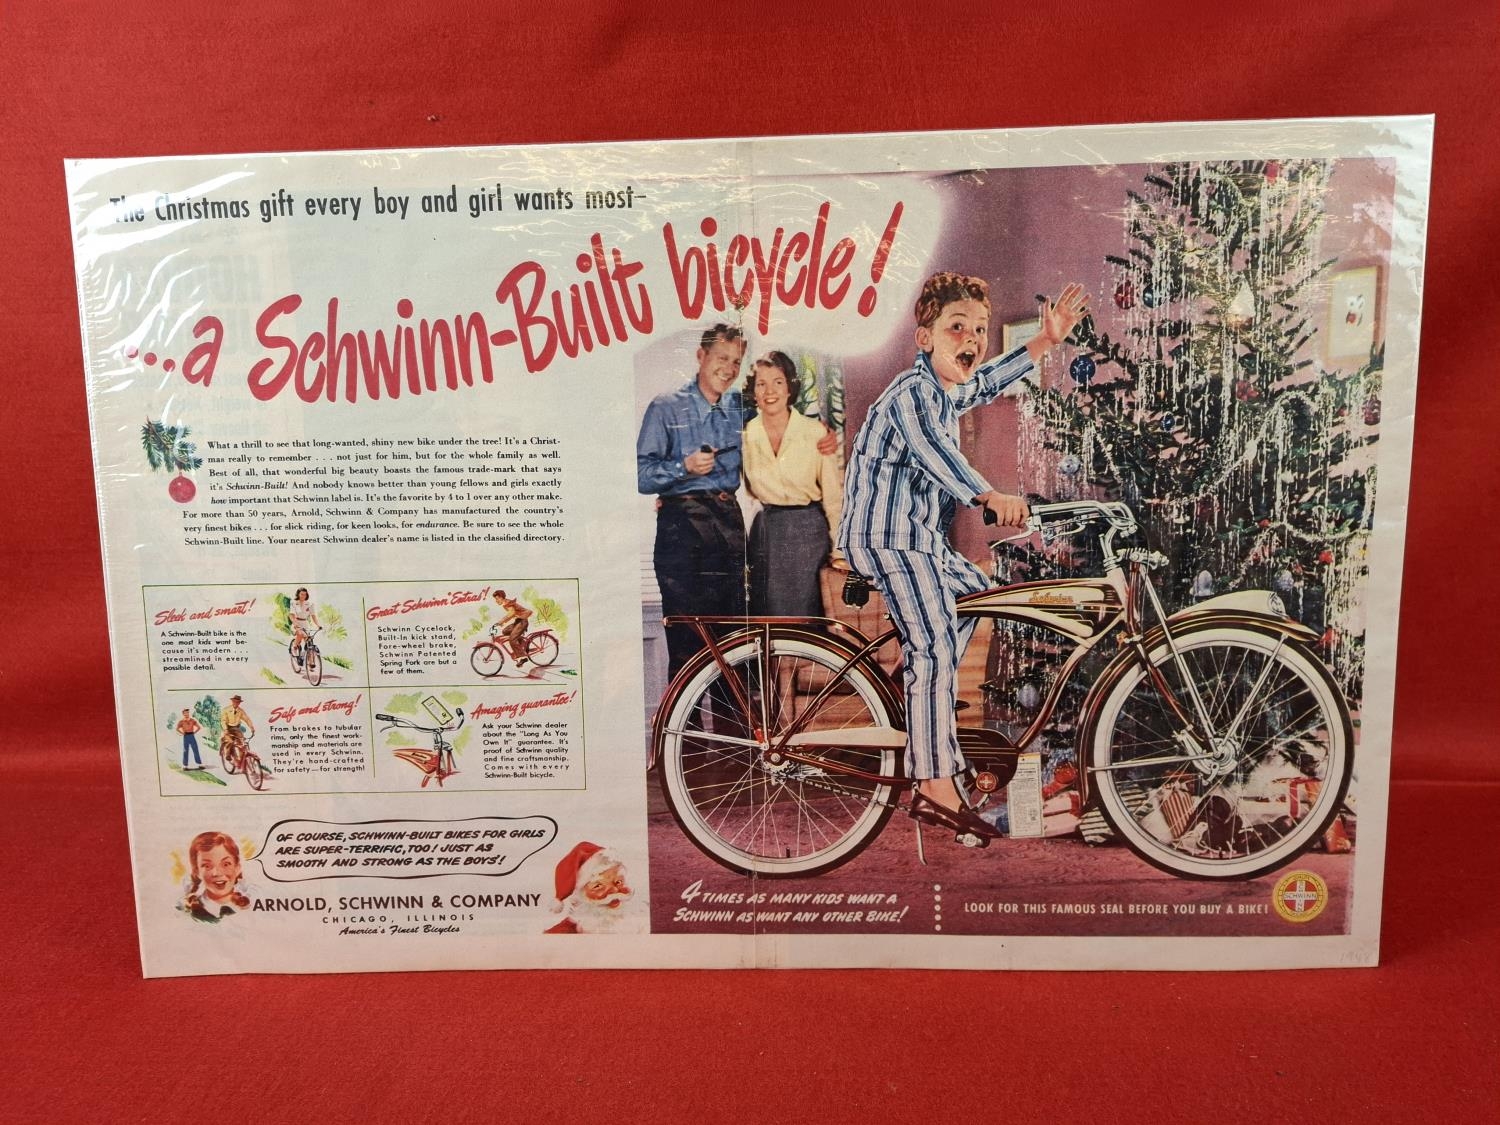 The Christmas gift every boy and girl wants most—
...a Schwinn-Built bicycle!
What a thrill to see that long-wanted, shiny new bike under the tree! It's a Christ-
mas really to remember . . . not just for him, but for the whole family as well.
Best of all, that wonderful big beauty boasts the famous trade-mark that says
it's Schwinn-Built! And nobody knows better than young fellows and girls exactly
how important that Schwinn label is. It's the favorite by 4 to 1 over any other make.
For more than 50 years, Arnold, Schwinn & Company has manufactured the country's
very finest bikes . . . for slick riding, for keen looks, for endurance. Be sure to see the whole
Schwinn-Built line. Your nearest Schwinn dealer's name is listed in the classified directory.
Sleek and smart!
A Schwinn-Built bike is the
one most kids want be-
cause it's modern . . .
streamlined in every
possible detail.
Great Schwinn "Extras"!
Schwinn Cycelock,
Built-In kick stand,
Fore-wheel brake,
Schwinn Patented
Spring Fork are but a
few of them.
Safe and strong!
From brakes to tubular
rims, only the finest work-
manship and materials are
used in every Schwinn.
They're hand-crafted
for safety—for strength!
Amazing guarantee!
Ask your Schwinn dealer
about the "Long As You
Own It" guarantee. It's
proof of Schwinn quality
and fine craftsmanship.
Comes with every
Schwinn-Built bicycle.
OF COURSE, SCHWINN-BUILT BIKES FOR GIRLS
ARE SUPER-TERRIFIC, TOO! JUST AS
SMOOTH AND STRONG AS THE BOYS'!
ARNOLD, SCHWINN & COMPANY
CHICAGO, ILLINOIS
America's Finest Bicycles
Schwinn
4 TIMES AS MANY KIDS WANT A
SCHWINN AS WANT ANY OTHER BIKE!
LOOK FOR THIS FAMOUS SEAL BEFORE YOU BUY A BIKE!
SCHWINN
1948